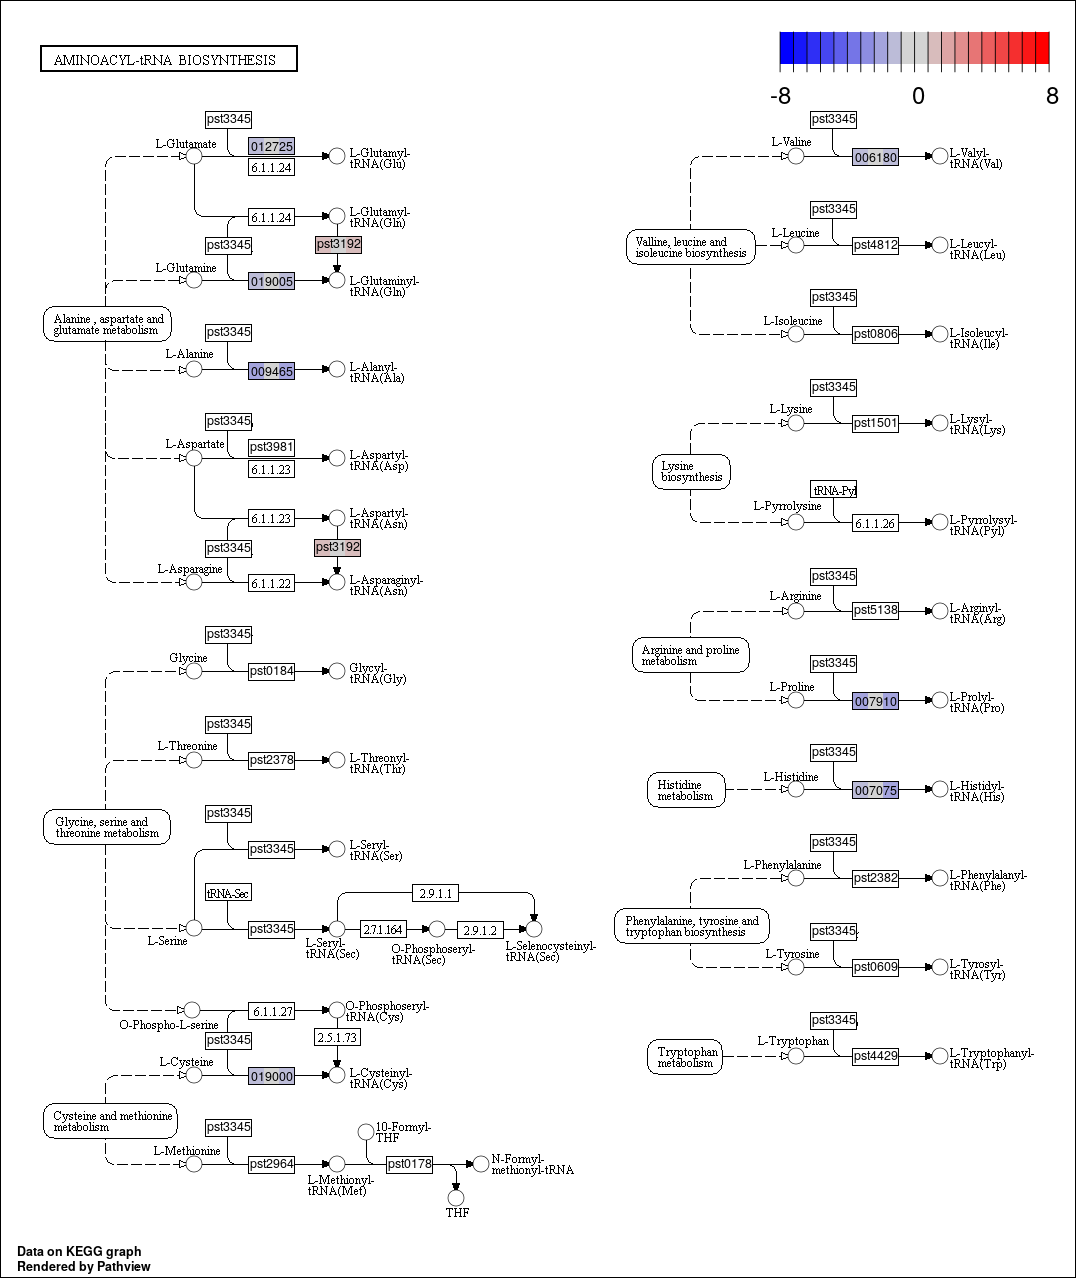 AMINOACYL-tRNA BIOSYNTHESIS
-8
0
8
pst3345
L-Glutamate
012725
6.1.1.24
L-Glutamyl-
tRNA(Glu)
6.1.1.24
L-Glutamyl-
tRNA(Gln)
pst3345
pst3192
L-Glutamine
019005
L-Glutaminyl-
tRNA(Gln)
Alanine , aspartate and
glutamate metabolism
pst3345
L-Alanine
009465
L-Alanyl-
tRNA(Ala)
pst3345
L-Aspartate
pst3981
6.1.1.23
L-Aspartyl-
tRNA(Asp)
6.1.1.23
L-Aspartyl-
tRNA(Asn)
pst3345
pst3192
L-Asparagine
6.1.1.22
L-Asparaginyl-
tRNA(Asn)
pst3345
Glycine
pst0184
Glycyl-
tRNA(Gly)
pst3345
L-Threonine
pst2378
L-Threonyl-
tRNA(Thr)
Glycine, serine and
threonine metabolism
pst3345
pst3345
L-Seryl-
tRNA(Ser)
tRNA-Sec
L-Serine
pst3345
L-Seryl-
tRNA(Sec)
2.9.1.1
2.7.1.164
O-Phosphoseryl-
tRNA(Sec)
2.9.1.2
L-Selenocysteinyl-
tRNA(Sec)
O-Phospho-L-serine
6.1.1.27
O-Phosphoseryl-
tRNA(Cys)
pst3345
2.5.1.73
L-Cysteine
019000
L-Cysteinyl-
tRNA(Cys)
Cysteine and methionine
metabolism
pst3345
L-Methionine
pst2964
L-Methionyl-
tRNA(Met)
10-Formyl-
THF
pst0178
N-Formyl-
methionyl-tRNA
THF
pst3345
L-Valine
006180
L-Valyl-
tRNA(Val)
Valline, leucine and
isoleucine biosynthesis
pst3345
L-Leucine
pst4812
L-Leucyl-
tRNA(Leu)
pst3345
L-Isoleucine
pst0806
L-Isoleucyl-
tRNA(Ile)
pst3345
L-Lysine
pst1501
L-Lysyl-
tRNA(Lys)
Lysine
biosynthesis
tRNA-Pyl
L-Pyrrolysine
6.1.1.26
L-Pyrrolysyl-
tRNA(Pyl)
pst3345
L-Arginine
pst5138
L-Arginyl-
tRNA(Arg)
Arginine and proline
metabolism
pst3345
L-Proline
007910
L-Prolyl-
tRNA(Pro)
pst3345
Histidine
metabolism
L-Histidine
007075
L-Histidyl-
tRNA(His)
pst3345
L-Phenylalanine
pst2382
L-Phenylalanyl-
tRNA(Phe)
Phenylalanine, tyrosine and
tryptophan biosynthesis
pst3345
L-Tyrosine
pst0609
L-Tyrosyl-
tRNA(Tyr)
pst3345
Tryptophan
metabolism
L-Tryptophan
pst4429
L-Tryptophanyl-
tRNA(Trp)
Data on KEGG graph
Rendered by Pathview